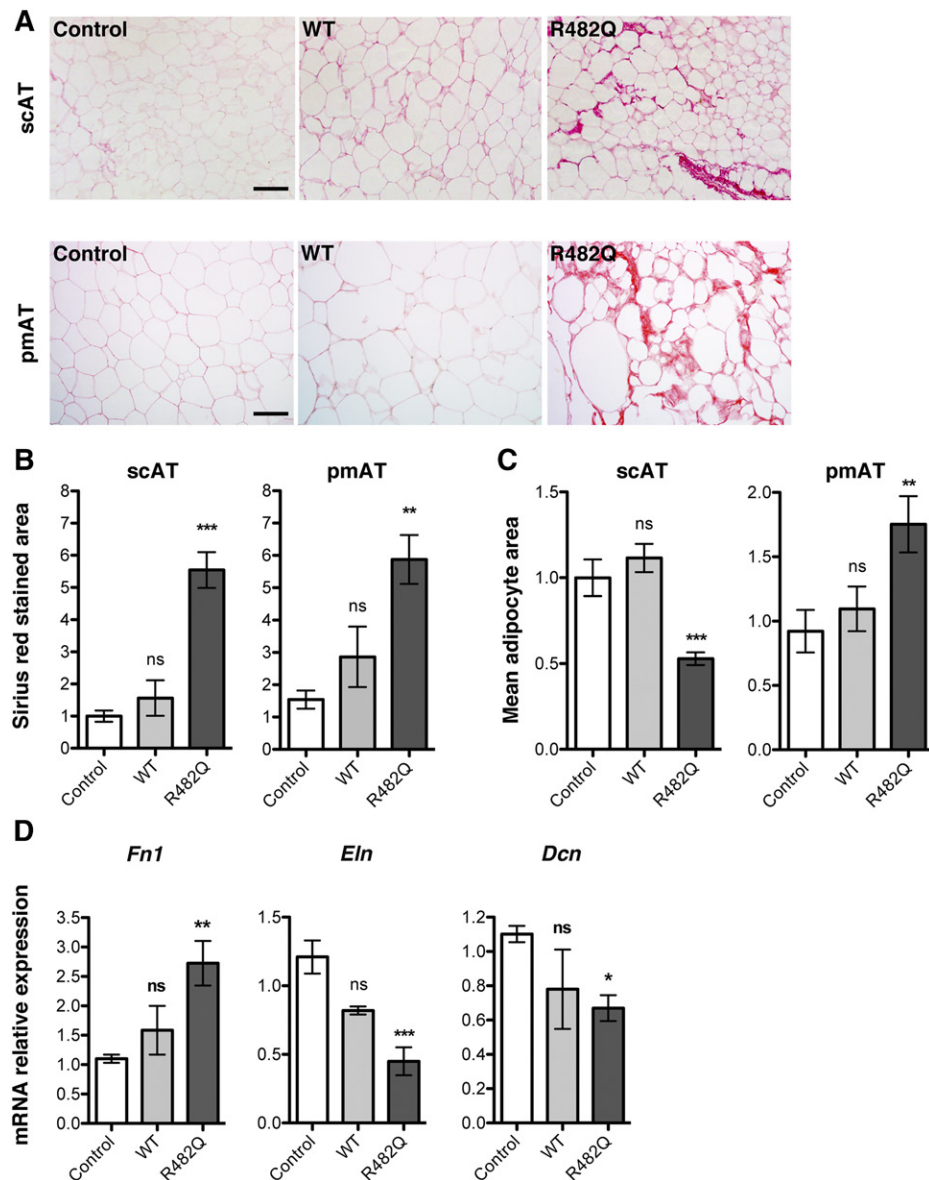 A
Control
WT
R482Q
scAT
Control
WT
R482Q
pmAT
B
scAT
pmAT
Sirius red stained area
8
7
6
5
4
3
2
1
0
ns
***
Control
WT
R482Q
8
7
6
5
4
3
2
1
0
ns
**
Control
WT
R482Q
C
scAT
pmAT
Mean adipocyte area
1.5
1.0
0.5
0.0
ns
***
Control
WT
R482Q
2.0
1.5
1.0
0.5
0.0
ns
**
Control
WT
R482Q
D
Fn1
Eln
Dcn
mRNA relative expression
3.5
3.0
2.5
2.0
1.5
1.0
0.5
0.0
ns
**
Control
WT
R482Q
1.5
1.0
0.5
0.0
ns
***
Control
WT
R482Q
1.2
1.0
0.8
0.6
0.4
0.2
0.0
ns
*
Control
WT
R482Q